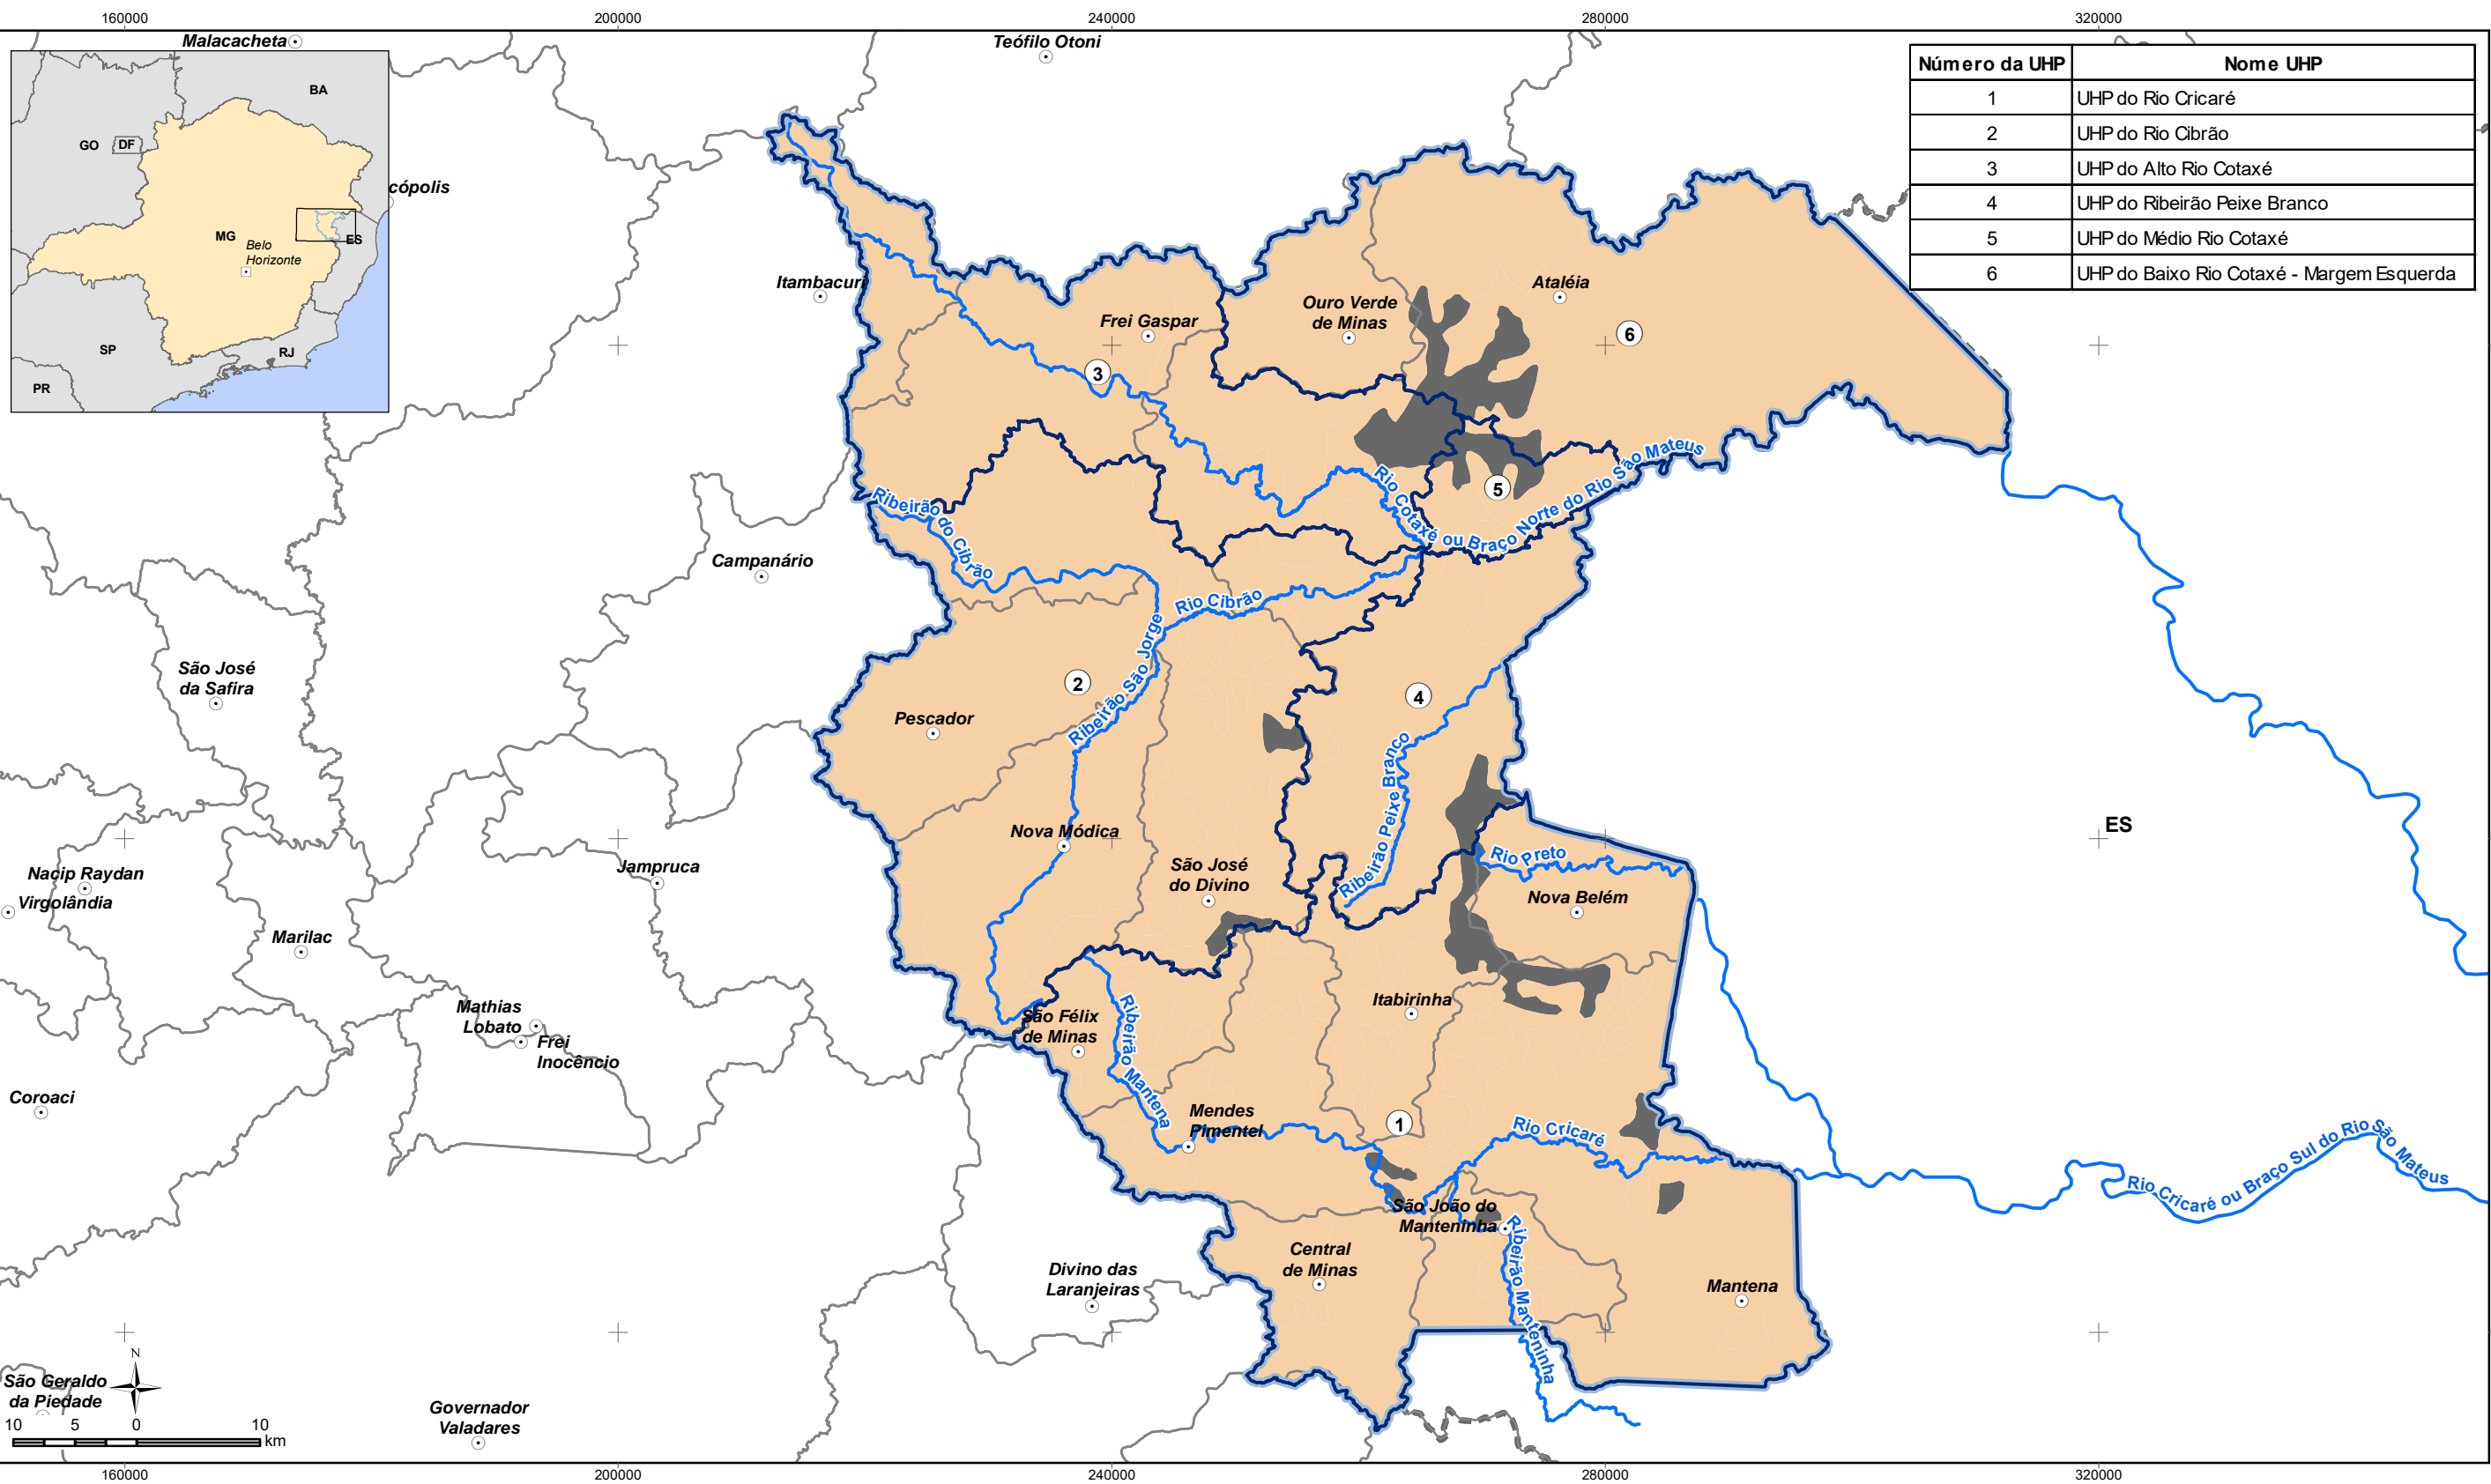 160000
200000
240000
280000
320000
Malacacheta
Teófilo Otoni
Número da UHP Nome UHP
1 UHP do Rio Cricaré
2 UHP do Rio Cibrão
3 UHP do Alto Rio Cotaxé
4 UHP do Ribeirão Peixe Branco
5 UHP do Médio Rio Cotaxé
6 UHP do Baixo Rio Cotaxé - Margem Esquerda
BA
GO
DF
MG
Belo
Horizonte
ES
SP
RJ
PR
cópolis
Itambacuri
Frei Gaspar
Ouro Verde
de Minas
Ataléia
6
3
5
Ribeirão do Cibrão
Rio Cotaxé ou Braço Norte do Rio São Mateus
Campanário
Rio Cibrão
Ribeirão São Jorge
São José
da Safira
2
4
Pescador
Ribeirão Peixe Branco
Nova Módica
ES
Rio Preto
São José
do Divino
Nova Belém
Jampruca
Nacip Raydan
Virgolândia
Marilac
Itabirinha
Mathias
Lobato
Frei
Inocêncio
São Félix
de Minas
Ribeirão Mantena
Coroaci
Mendes
Pimentel
1
Rio Cricaré
Rio Cricaré ou Braço Sul do Rio São Mateus
São João do
Manteninha
Ribeirão Manteninha
Central
de Minas
Divino das
Laranjeiras
Mantena
N
São Geraldo
da Piedade
Governador
Valadares
10 5 0 10
km
160000
200000
240000
280000
320000